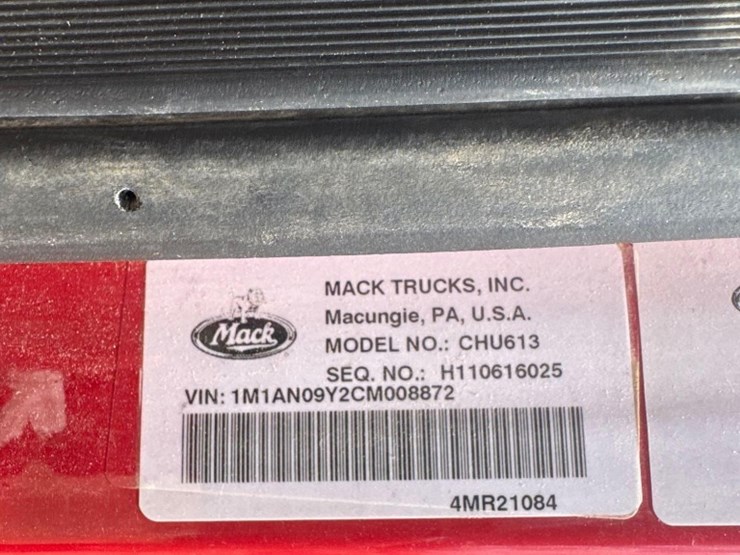 Mack
MACK TRUCKS, INC.
Macungie, PA, U.S.A.
MODEL NO.: CHU613
SEQ. NO.: H110616025
VIN: 1M1AN09Y2CM008872
4MR21084